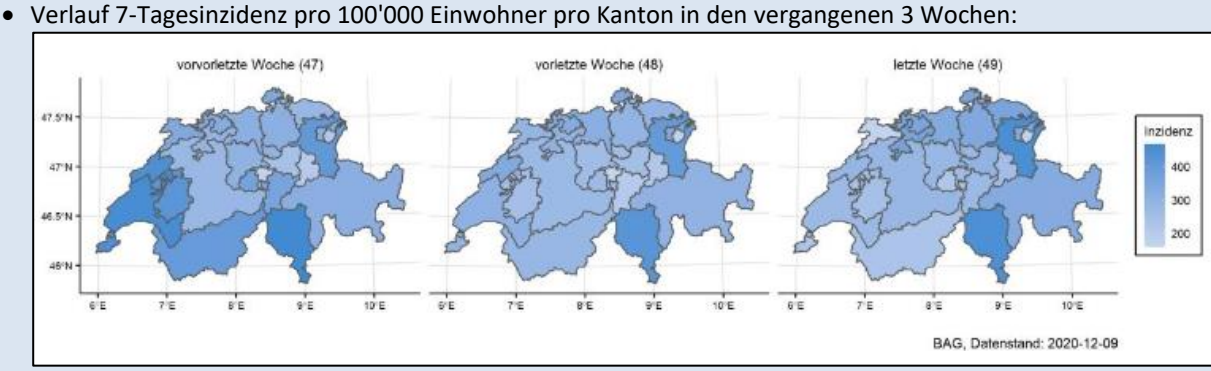 • Verlauf 7-Tagesinzidenz pro 100'000 Einwohner pro Kanton in den vergangenen 3 Wochen:
vorvorletzte Woche (47) vorletzte Woche (48) letzte Woche (49)
47.5°N
47°N
46.5°N
46°N
Inzidenz
400
300
200
6°E 7°E 8°E 9°E 10°E 6°E 7°E 8°E 9°E 10°E 6°E 7°E 8°E 9°E 10°E
BAG, Datenstand: 2020-12-09